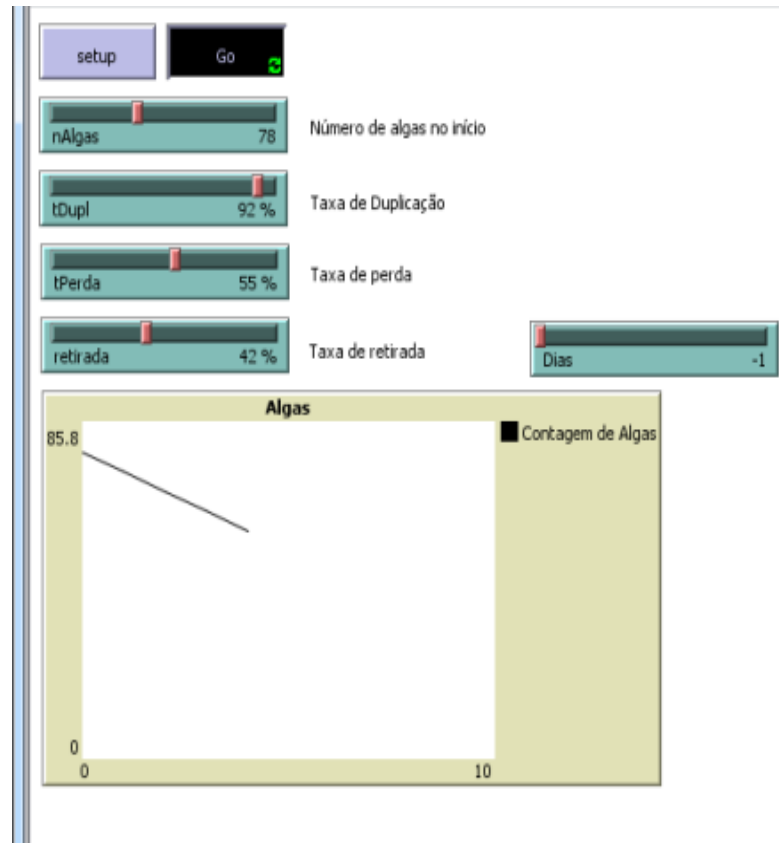 setup Go
nAlgas 78 Número de algas no início
tDupl 92 % Taxa de Duplicação
tPerda 55 % Taxa de perda
retirada 42 % Taxa de retirada Dias -1
Algas
85.8 Contagem de Algas
0
0 10